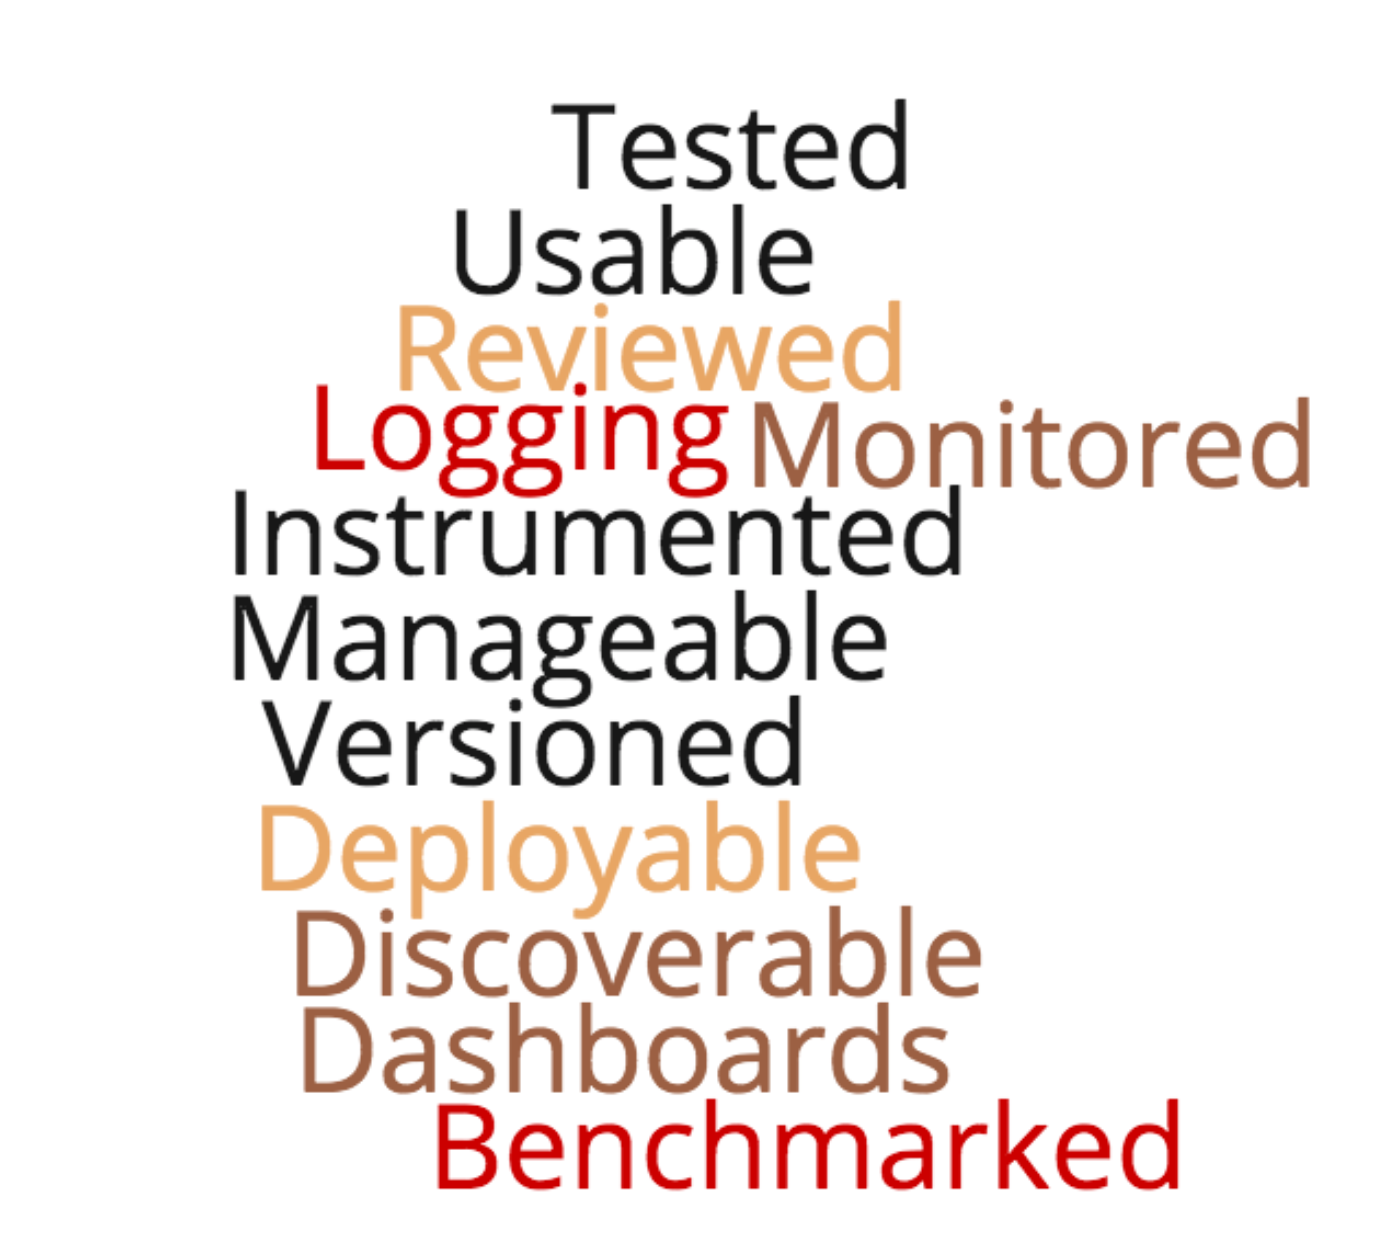 Tested
Usable
Reviewed
Logging Monitored
Instrumented
Manageable
Versioned
Deployable
Discoverable
Dashboards
Benchmarked